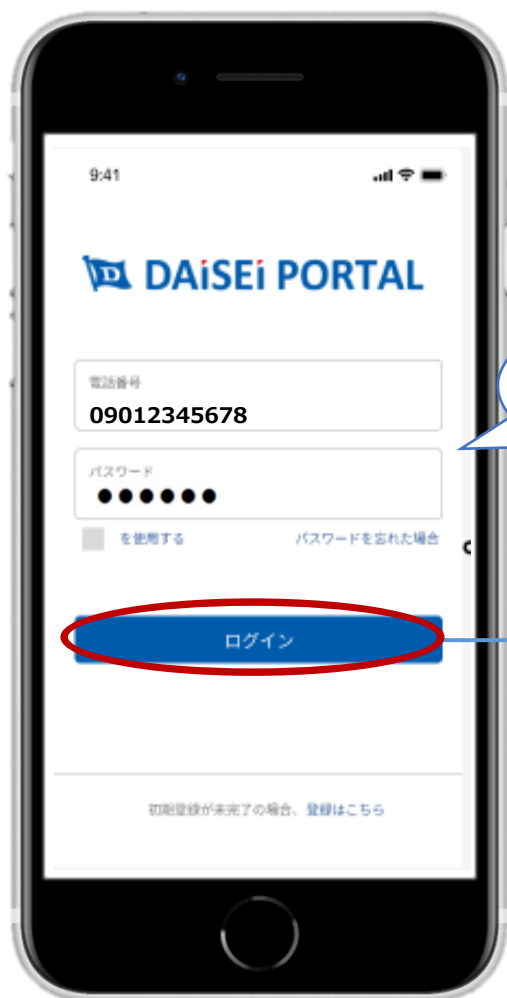 9:41
D DAiSEi PORTAL
電話番号
09012345678
パスワード
●●●●●●
を使用する パスワードを忘れた場合
ログイン
初期登録が未完了の場合、登録はこちら